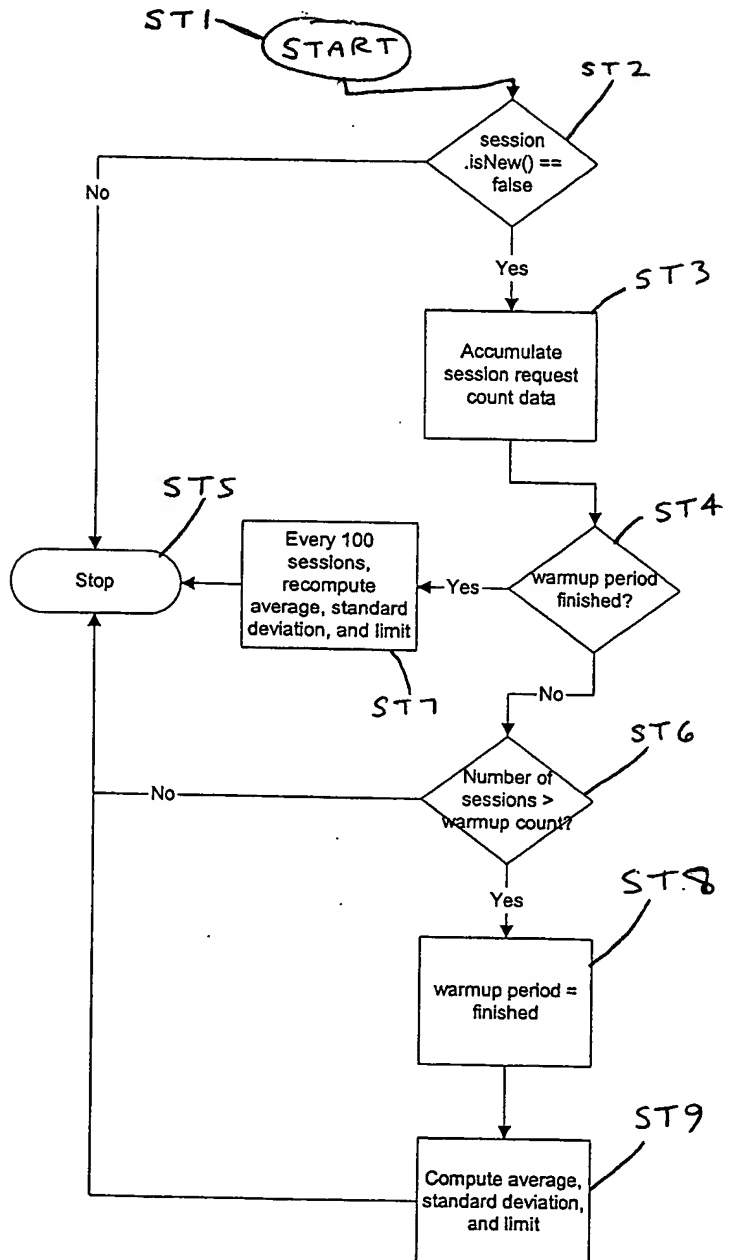 ST1
START
ST2
session
.isNew() ==
false
No
Yes
ST3
Accumulate
session request
count data
ST4
ST5
Stop
Every 100
sessions,
recompute
average, standard
deviation, and limit
Yes
warmup period
finished?
ST7
No
ST6
Number of
sessions >
warmup count?
No
Yes
ST.8
warmup period =
finished
ST9
Compute average,
standard deviation,
and limit